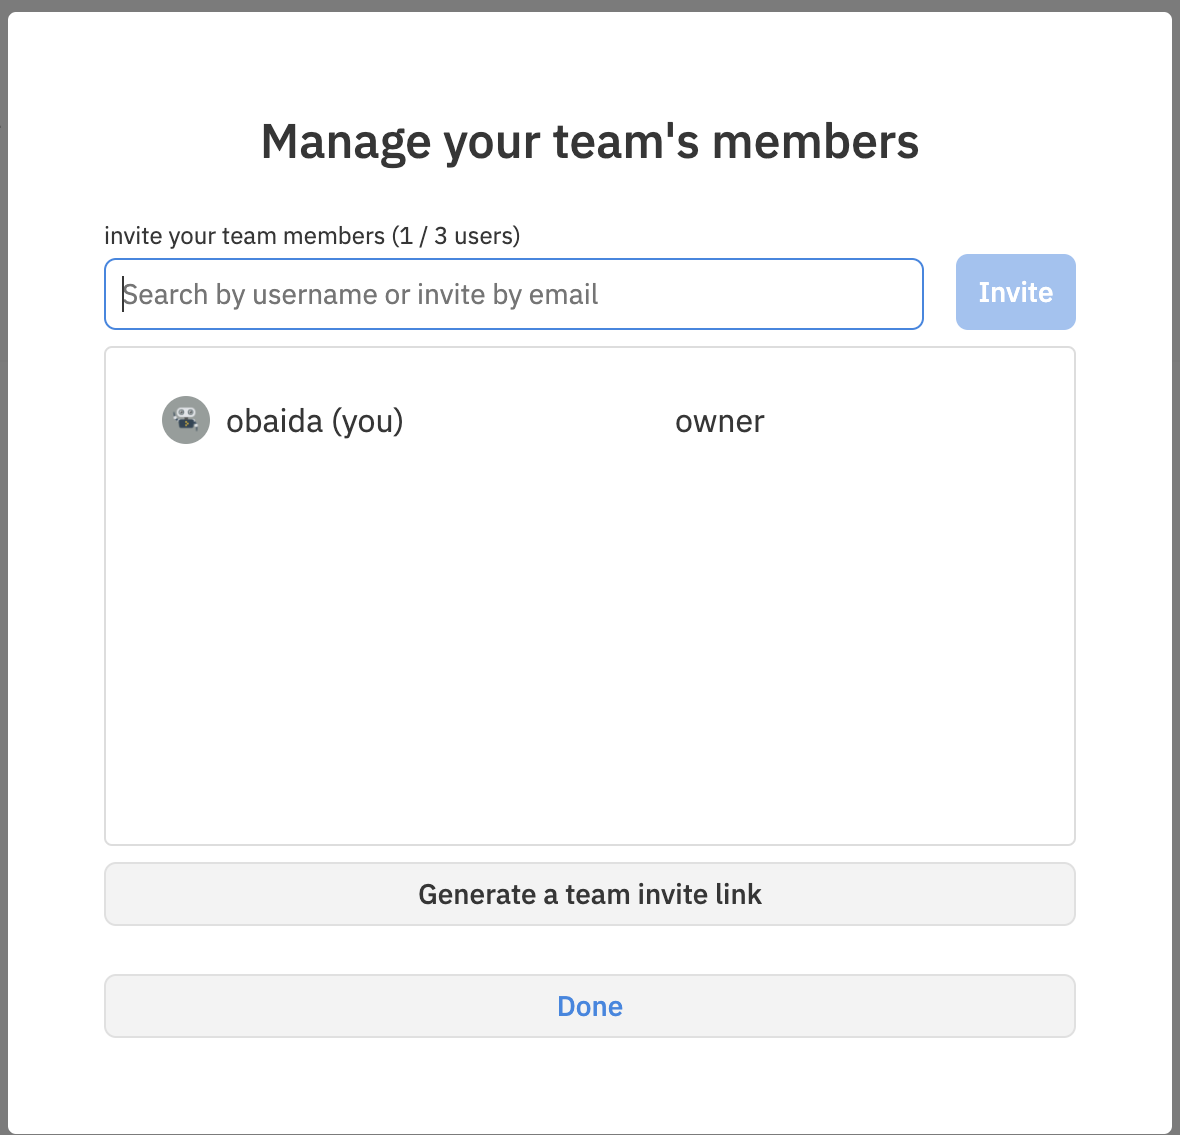 Manage your team's members
invite your team members (1 / 3 users)
Search by username or invite by email
Invite
obaida (you)
owner
Generate a team invite link
Done